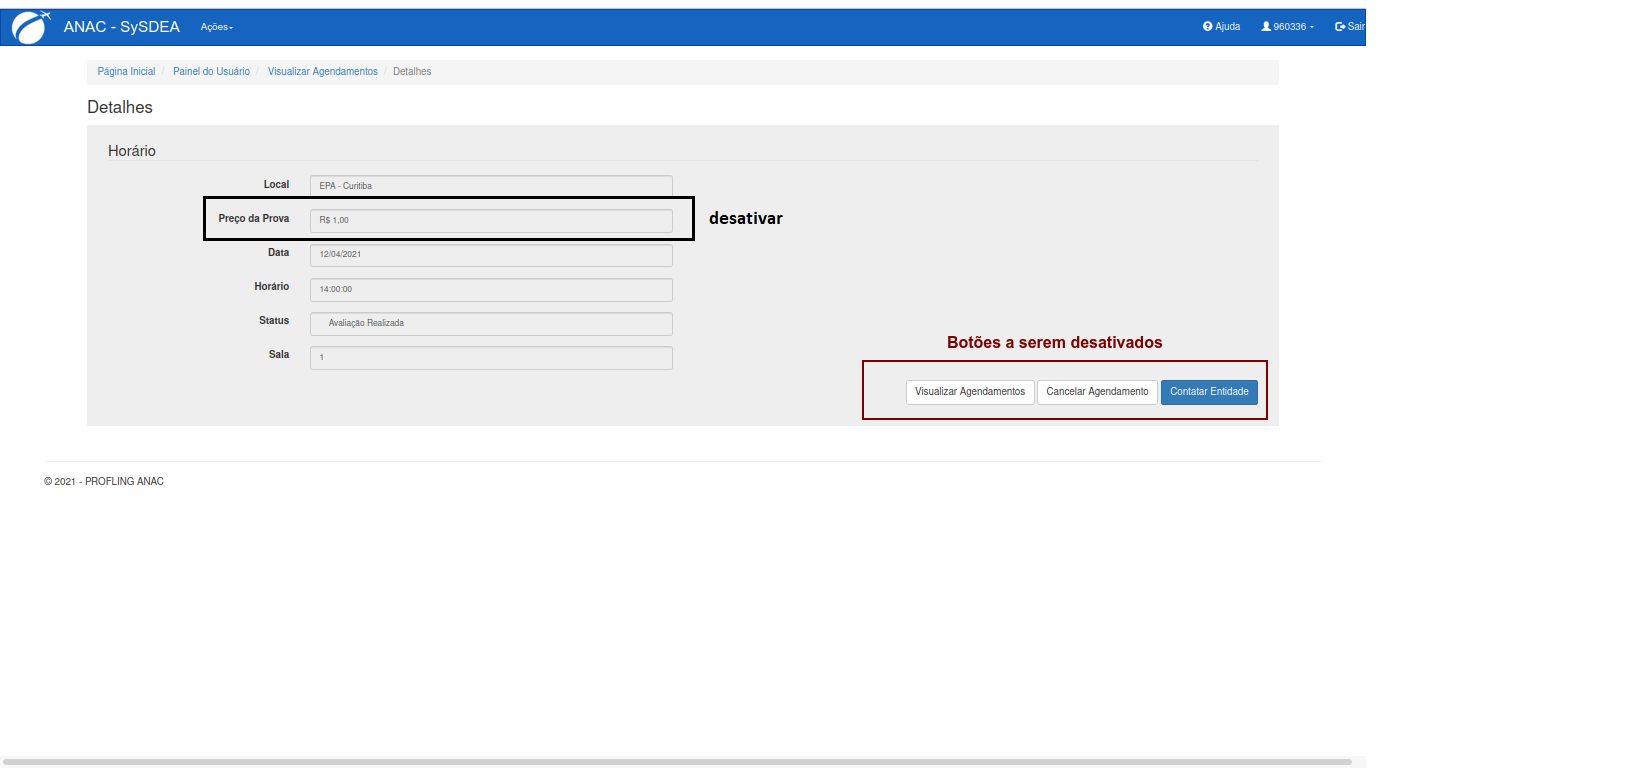 ANAC - SySDEA Ações Ajuda 960336 Sair
Página Inicial / Painel do Usuário / Visualizar Agendamentos / Detalhes
Detalhes
Horário
Local EPA - Curitiba
Preço da Prova R$ 1,00 desativar
Data 12/04/2021
Horário 14:00:00
Status Avaliação Realizada
Sala 1
Botões a serem desativados
Visualizar Agendamentos Cancelar Agendamento Contatar Entidade
© 2021 - PROFLING ANAC